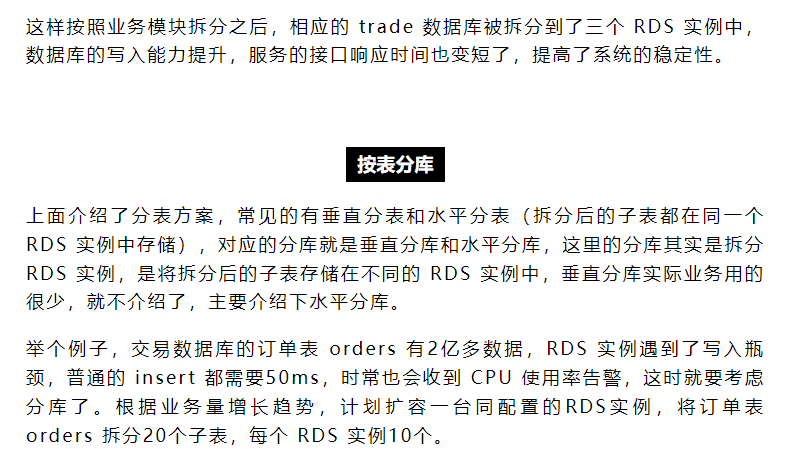 这样按照业务模块拆分之后，相应的 trade 数据库被拆分到了三个 RDS 实例中，
数据库的写入能力提升，服务的接口响应时间也变短了，提高了系统的稳定性。
按表分库
上面介绍了分表方案，常见的有垂直分表和水平分表（拆分后的子表都在同一个
RDS 实例中存储），对应的分库就是垂直分库和水平分库，这里的分库其实是拆分
RDS 实例，是将拆分后的子表存储在不同的 RDS 实例中，垂直分库实际业务用的
很少，就不介绍了，主要介绍下水平分库。
举个例子，交易数据库的订单表 orders 有2亿多数据，RDS 实例遇到了写入瓶
颈，普通的 insert 都需要50ms，时常也会收到 CPU 使用率告警，这时就要考虑
分库了。根据业务量增长趋势，计划扩容一台同配置的RDS实例，将订单表
orders 拆分20个子表，每个 RDS 实例10个。